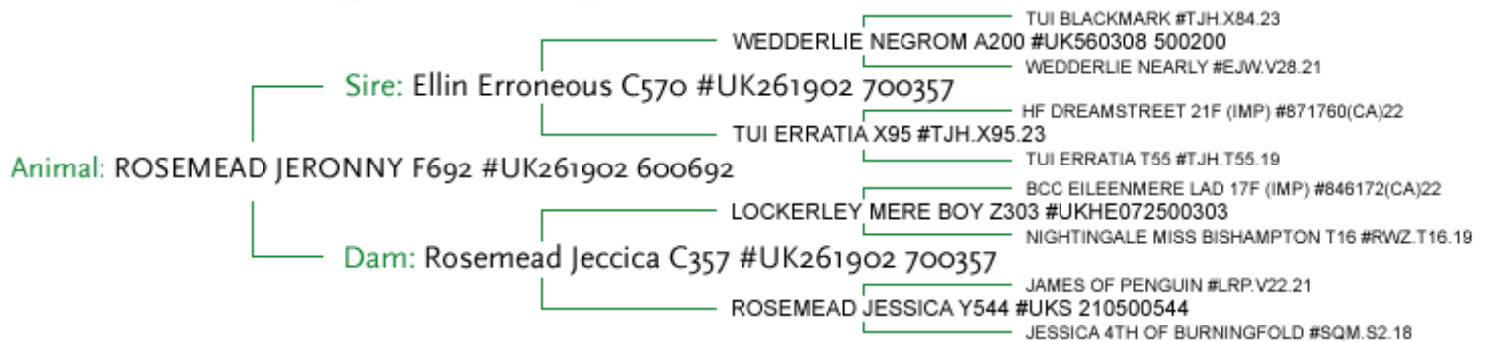 TUI BLACKMARK #TJH.X84.23
WEDDERLIE NEGROM A200 #UK560308 500200
WEDDERLIE NEARLY #EJW.V28.21
Sire: Ellin Erroneous C570 #UK261902 700357
HF DREAMSTREET 21F (IMP) #871760(CA)22
TUI ERRATIA X95 #TJH.X95.23
TUI ERRATIA T55 #TJH.T55.19
Animal: ROSEMEAD JERONNY F692 #UK261902 600692
BCC EILEENMERE LAD 17F (IMP) #846172(CA)22
LOCKERLEY MERE BOY Z303 #UKHE072500303
NIGHTINGALE MISS BISHAMPTON T16 #RWZ.T16.19
Dam: Rosemead Jeccica C357 #UK261902 700357
JAMES OF PENGUIN #LRP.V22.21
ROSEMEAD JESSICA Y544 #UKS 210500544
JESSICA 4TH OF BURNINGFOLD #SQM.S2.18